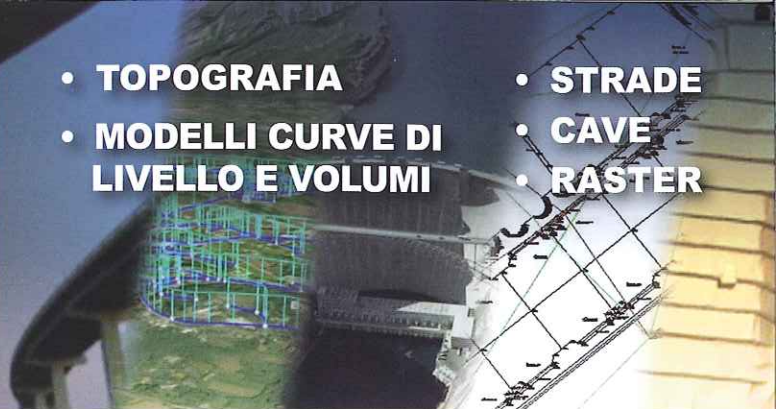 • TOPOGRAFIA
• MODELLI CURVE DI
LIVELLO E VOLUMI
• STRADE
• CAVE
• RASTER